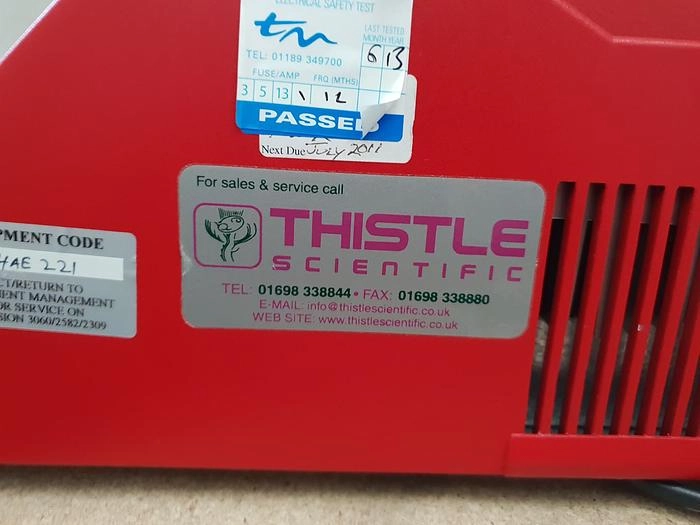 ELECTRICAL SAFETY TEST
tm
TEL: 01189 349700
LAST TESTED
MONTH YEAR
6 13
FUSE/AMP FRQ (MTHS)
3 5 13 12
PASSED
Next Due JULY 2011
For sales & service call
THISTLE
SCIENTIFIC
TEL: 01698 338844 • FAX: 01698 338880
E-MAIL: info@thistlescientific.co.uk
WEB SITE: www.thistlescientific.co.uk
PMENT CODE
HAE 221
CT/RETURN TO
MENT MANAGEMENT
OR SERVICE ON
SION 3060/2582/2309